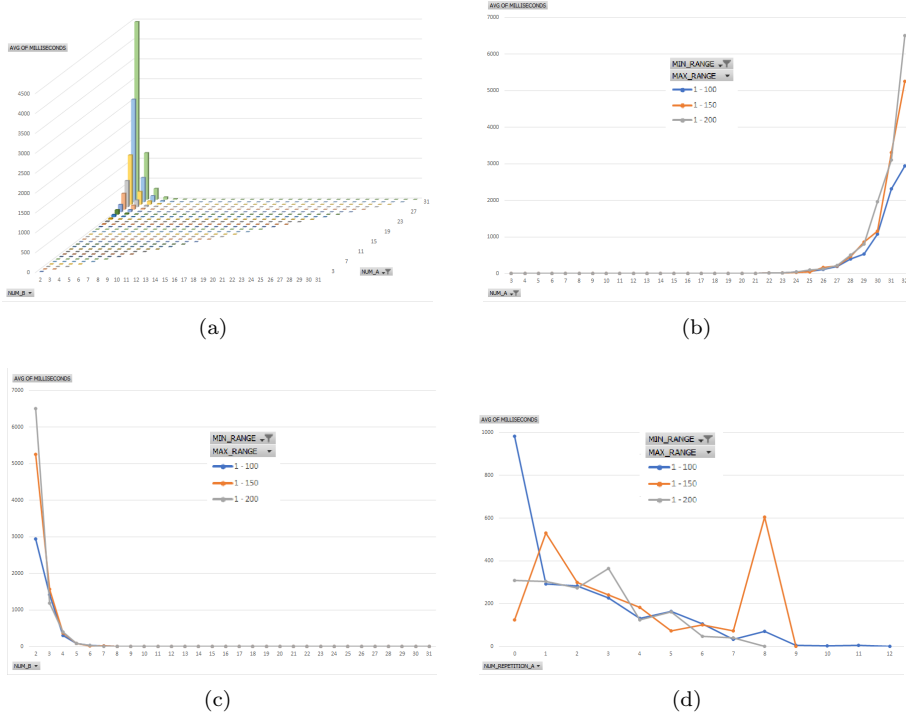 AVG OF MILLISECONDS
4500
4000
3500
3000
2500
2000
1500
1000
500
0
2 3 4 5 6 7 8 9 10 11 12 13 14 15 16 17 18 19 20 21 22 23 24 25 26 27 28 29 30 31
3
7
11
15
19
23
27
31
NUM_A
NUM_B
(a)
AVG OF MILLISECONDS
7000
6000
5000
4000
3000
2000
1000
0
MIN_RANGE
MAX_RANGE
1 - 100
1 - 150
1 - 200
3 4 5 6 7 8 9 10 11 12 13 14 15 16 17 18 19 20 21 22 23 24 25 26 27 28 29 30 31 32
NUM_A
(b)
AVG OF MILLISECONDS
7000
6000
5000
4000
3000
2000
1000
0
MIN_RANGE
MAX_RANGE
1 - 100
1 - 150
1 - 200
2 3 4 5 6 7 8 9 10 11 12 13 14 15 16 17 18 19 20 21 22 23 24 25 26 27 28 29 30 31
NUM_B
(c)
AVG OF MILLISECONDS
1000
800
600
400
200
0
MIN_RANGE
MAX_RANGE
1 - 100
1 - 150
1 - 200
0 1 2 3 4 5 6 7 8 9 10 11 12
NUM_REPETITION_A
(d)